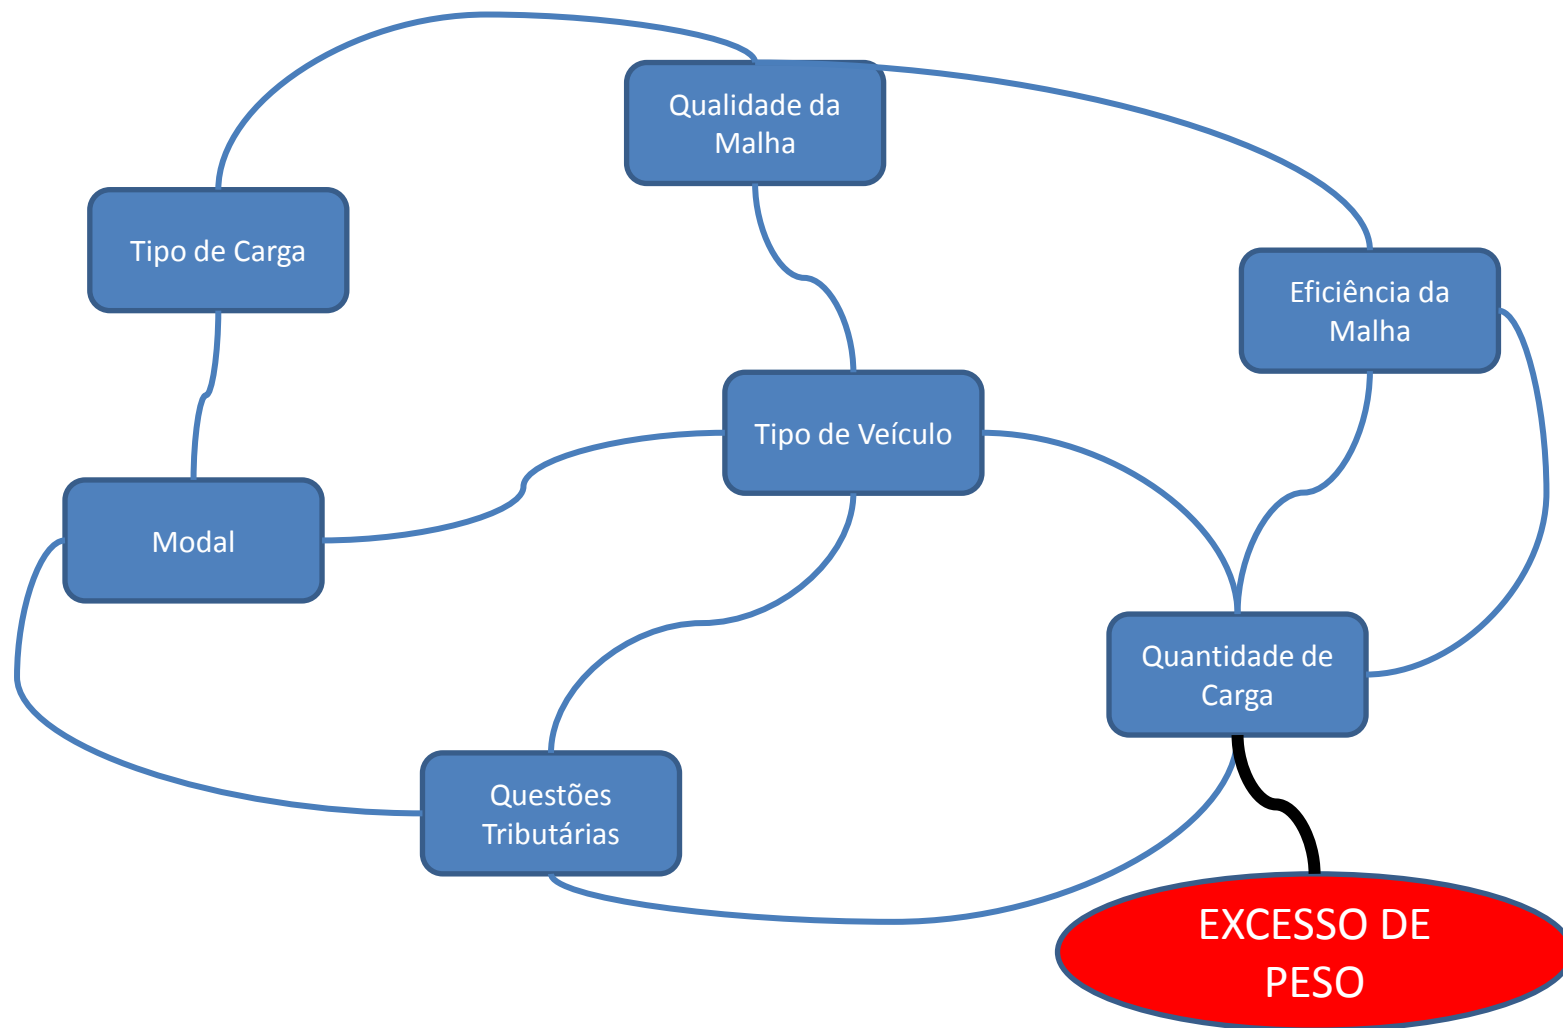 Qualidade da
Malha
Tipo de Carga
Eficiência da
Malha
Tipo de Veículo
Modal
Quantidade de
Carga
Questões
Tributárias
EXCESSO DE
PESO